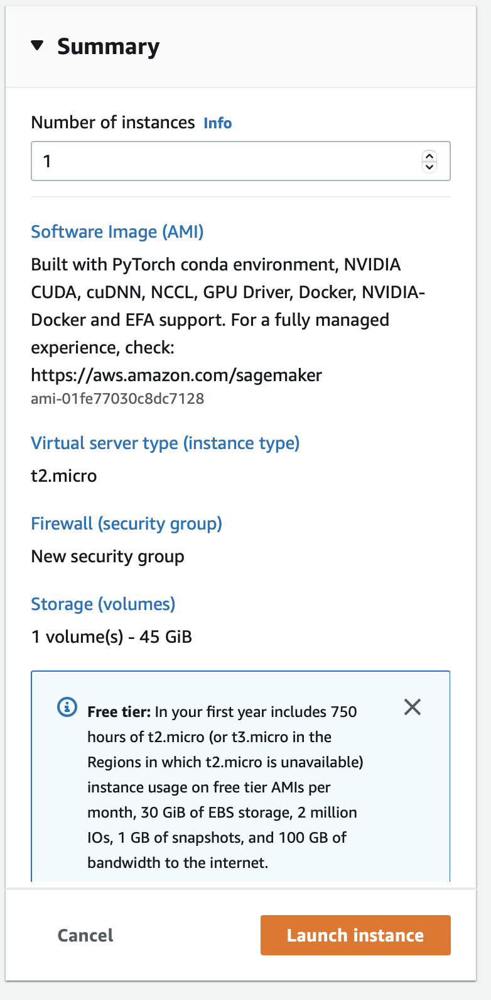 Summary
Number of instances Info
1
Software Image (AMI)
Built with PyTorch conda environment, NVIDIA
CUDA, cuDNN, NCCL, GPU Driver, Docker, NVIDIA-
Docker and EFA support. For a fully managed
experience, check:
https://aws.amazon.com/sagemaker
ami-01fe77030c8dc7128
Virtual server type (instance type)
t2.micro
Firewall (security group)
New security group
Storage (volumes)
1 volume(s) - 45 GiB
Free tier: In your first year includes 750
hours of t2.micro (or t3.micro in the
Regions in which t2.micro is unavailable)
instance usage on free tier AMIs per
month, 30 GiB of EBS storage, 2 million
IOs, 1 GB of snapshots, and 100 GB of
bandwidth to the internet.
Cancel
Launch instance